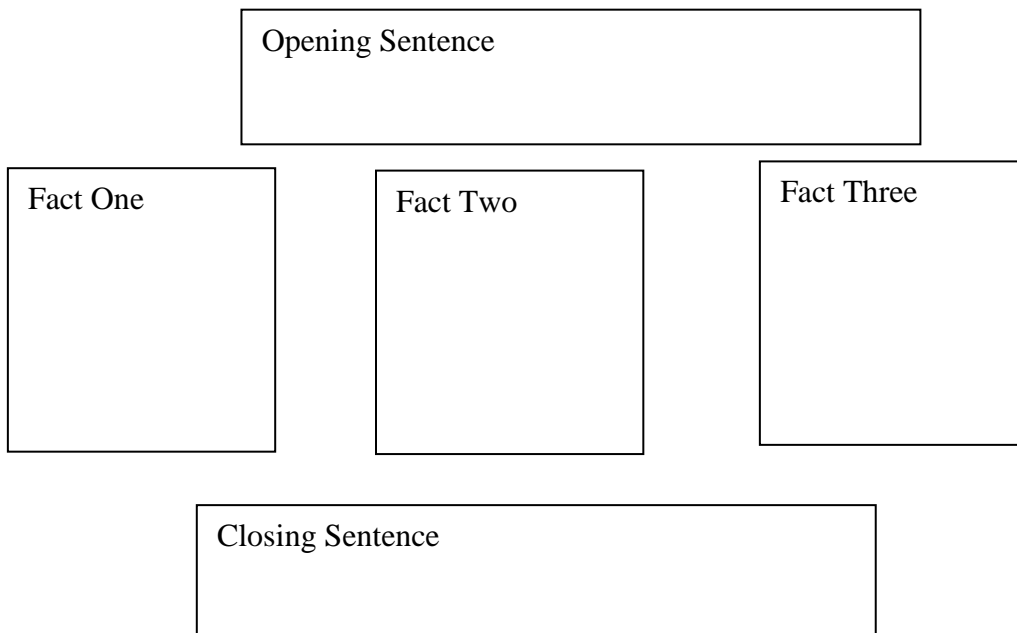 Opening Sentence
Fact One
Fact Two
Fact Three
Closing Sentence